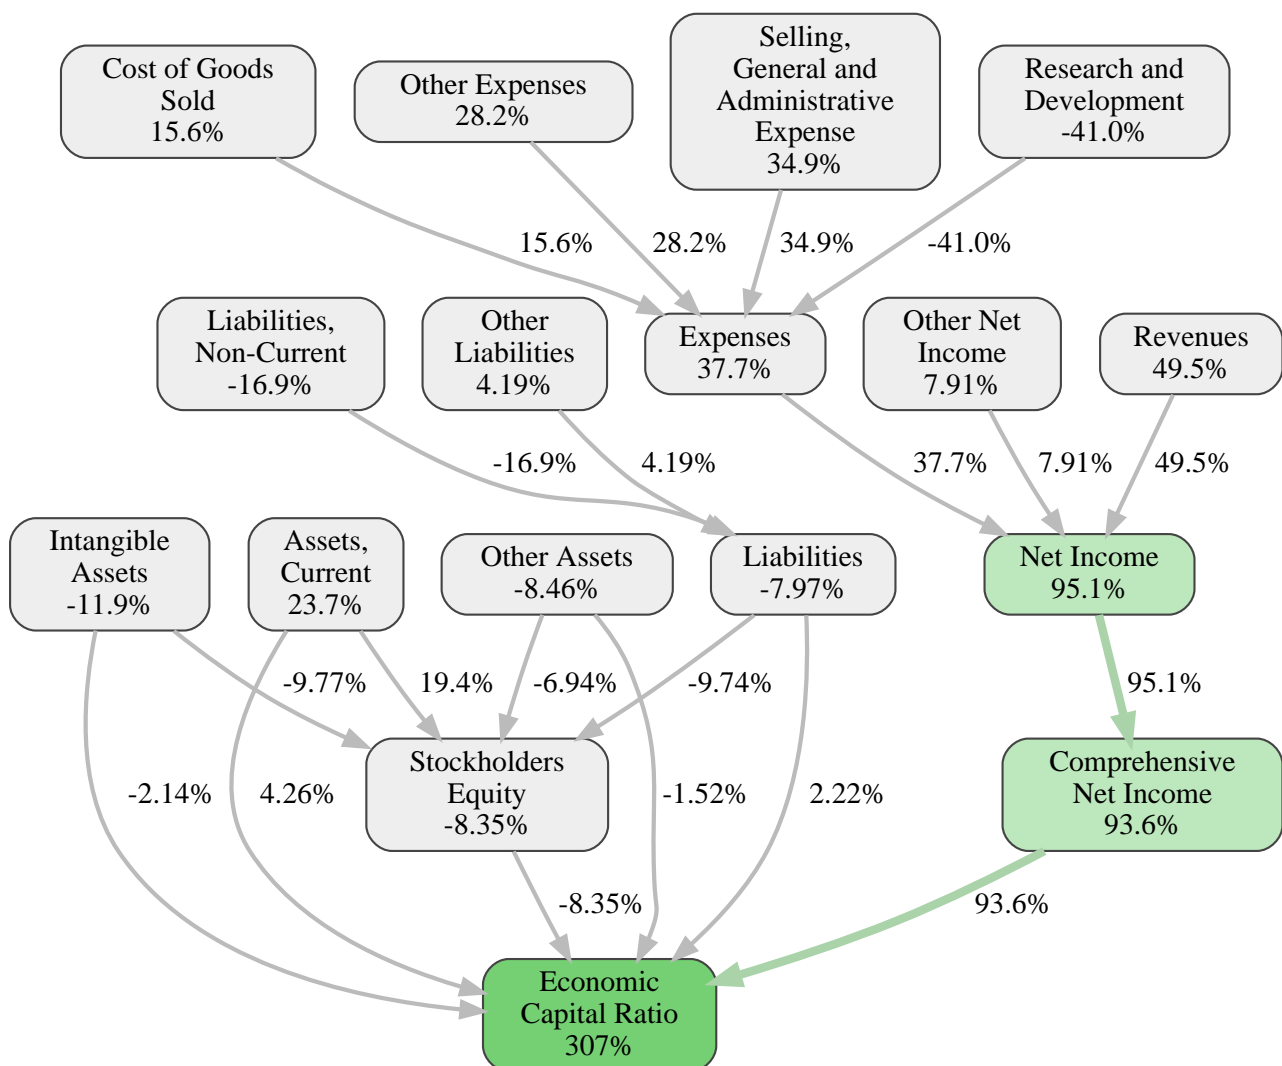 Cost of Goods
Sold
15.6%
Other Expenses
28.2%
Selling,
General and
Administrative
Expense
34.9%
Research and
Development
-41.0%
15.6%
28.2%
34.9%
-41.0%
Liabilities,
Non-Current
-16.9%
Other
Liabilities
4.19%
Expenses
37.7%
Other Net
Income
7.91%
Revenues
49.5%
-16.9%
4.19%
37.7%
7.91%
49.5%
Intangible
Assets
-11.9%
Assets,
Current
23.7%
Other Assets
-8.46%
Liabilities
-7.97%
Net Income
95.1%
-9.77%
19.4%
-6.94%
-9.74%
95.1%
-2.14%
4.26%
Stockholders
Equity
-8.35%
-1.52%
2.22%
Comprehensive
Net Income
93.6%
-8.35%
93.6%
Economic
Capital Ratio
307%